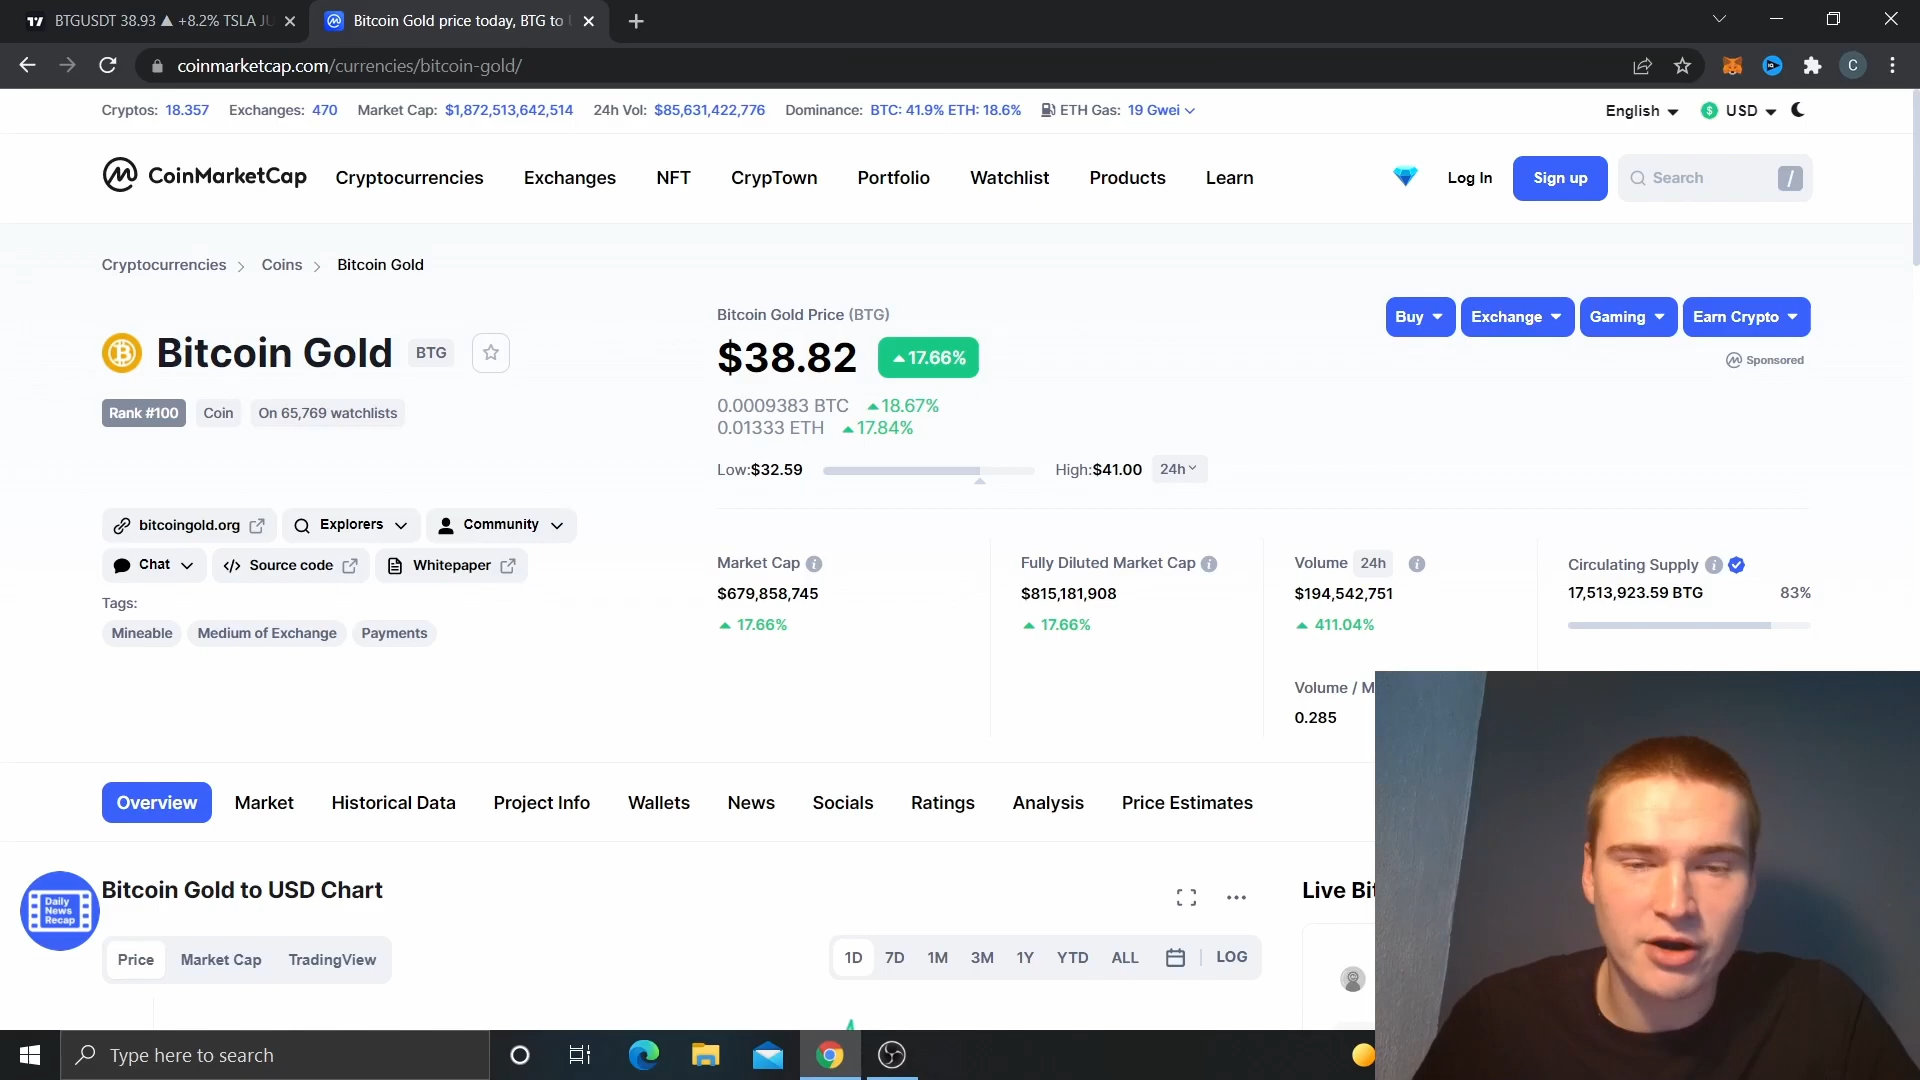 BTGUSDT 38.93 ▲ +8.2% TSLA JU
Bitcoin Gold price today, BTG to
coinmarketcap.com/currencies/bitcoin-gold/
C
Cryptos: 18.357 Exchanges: 470 Market Cap: $1,872,513,642,514 24h Vol: $85,631,422,776 Dominance: BTC: 41.9% ETH: 18.6% ETH Gas: 19 Gwei
English USD
CoinMarketCap Cryptocurrencies Exchanges NFT CrypTown Portfolio Watchlist Products Learn Log In Sign up Search /
Cryptocurrencies > Coins > Bitcoin Gold
Bitcoin Gold BTG
Rank #100 Coin On 65,769 watchlists
bitcoingold.org Explorers Community
Chat Source code Whitepaper
Tags:
Mineable Medium of Exchange Payments
Bitcoin Gold Price (BTG)
$38.82 17.66%
0.0009383 BTC 18.67%
0.01333 ETH 17.84%
Low:$32.59 High:$41.00 24h
Buy Exchange Gaming Earn Crypto
Sponsored
Market Cap
$679,858,745
17.66%
Fully Diluted Market Cap
$815,181,908
17.66%
Volume 24h
$194,542,751
411.04%
Volume / M
0.285
Circulating Supply
17,513,923.59 BTG 83%
Overview Market Historical Data Project Info Wallets News Socials Ratings Analysis Price Estimates
Daily
News
Recap
Bitcoin Gold to USD Chart
Live Bi
Price Market Cap TradingView
1D 7D 1M 3M 1Y YTD ALL LOG
Type here to search